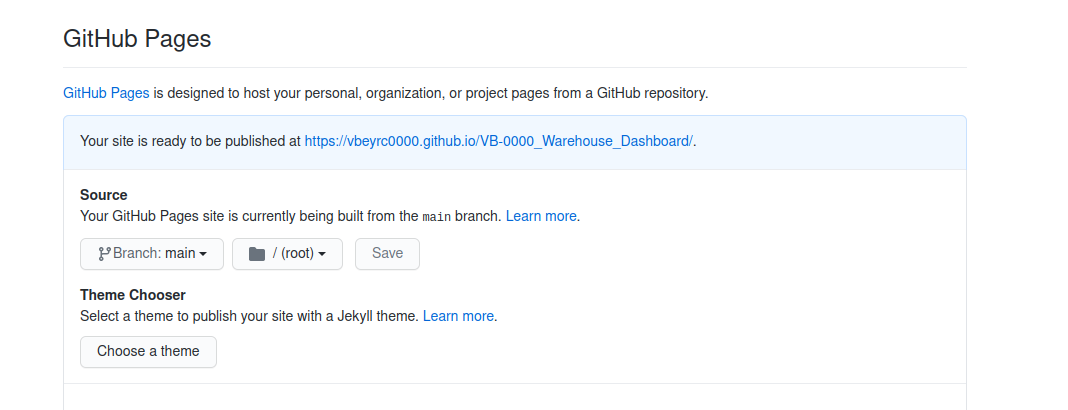 GitHub Pages
GitHub Pages is designed to host your personal, organization, or project pages from a GitHub repository.
Your site is ready to be published at https://vbeyrc0000.github.io/VB-0000_Warehouse_Dashboard/.
Source
Your GitHub Pages site is currently being built from the main branch. Learn more.
Branch: main / (root) Save
Theme Chooser
Select a theme to publish your site with a Jekyll theme. Learn more.
Choose a theme